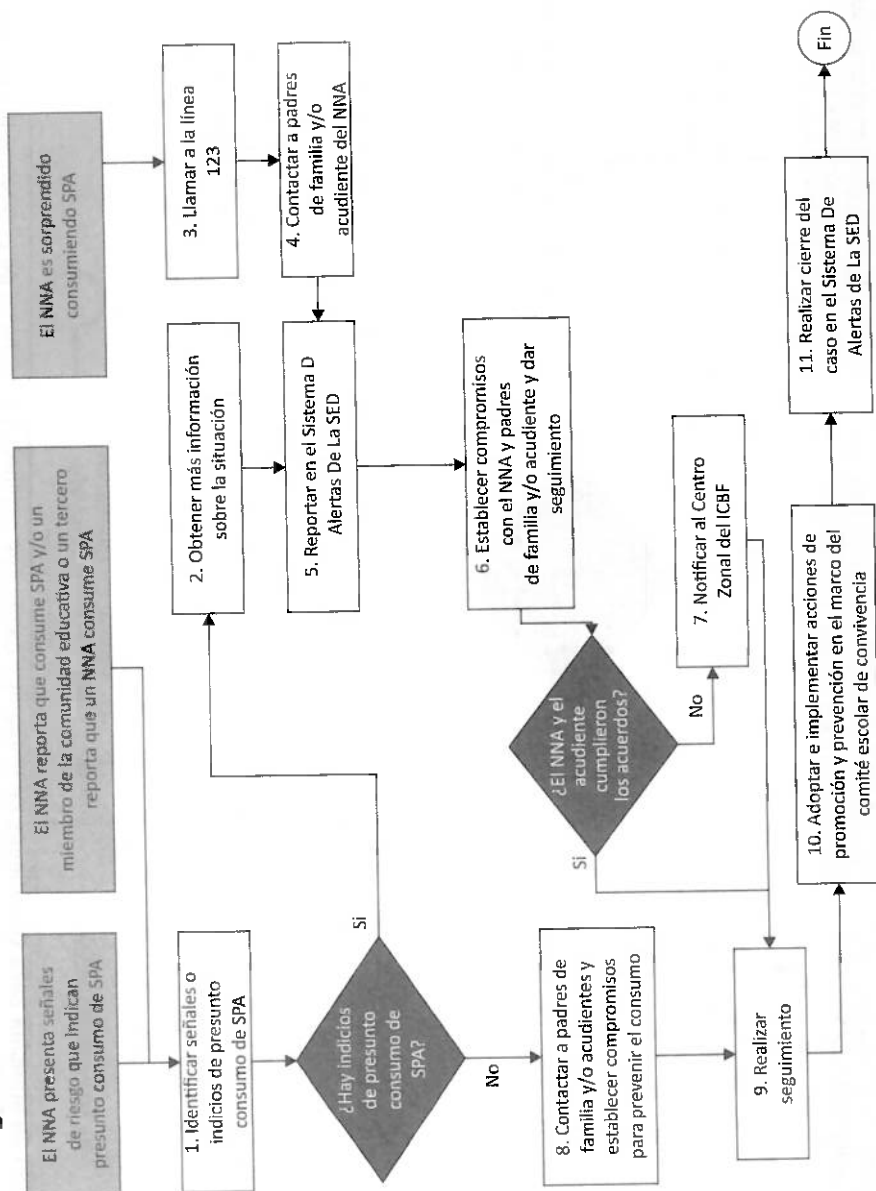 El NNA presenta señales
de riesgo que indican
presunto consumo de SPA
El NNA reporta que consume SPA y/o un
miembro de la comunidad educativa o un tercero
reporta que un NNA consume SPA
El NNA es sorprendido
consumiendo SPA
1. Identificar señales o
indicios de presunto
consumo de SPA
¿Hay indicios
de presunto
consumo de
SPA?
Si
No
2. Obtener más información
sobre la situación
3. Llamar a la línea
123
4. Contactar a padres
de familia y/o
acudiente del NNA
5. Reportar en el Sistema D
Alertas De La SED
6. Establecer compromisos
con el NNA y padres
de familia y/o acudiente y dar
seguimiento
¿El NNA y el
acudiente
cumplieron
los acuerdos?
Si
No
7. Notificar al Centro
Zonal del ICBF
8. Contactar a padres de
familia y/o acudientes y
establecer compromisos
para prevenir el consumo
9. Realizar
seguimiento
10. Adoptar e implementar acciones de
promoción y prevención en el marco del
comité escolar de convivencia
11. Realizar cierre del
caso en el Sistema De
Alertas de La SED
Fin